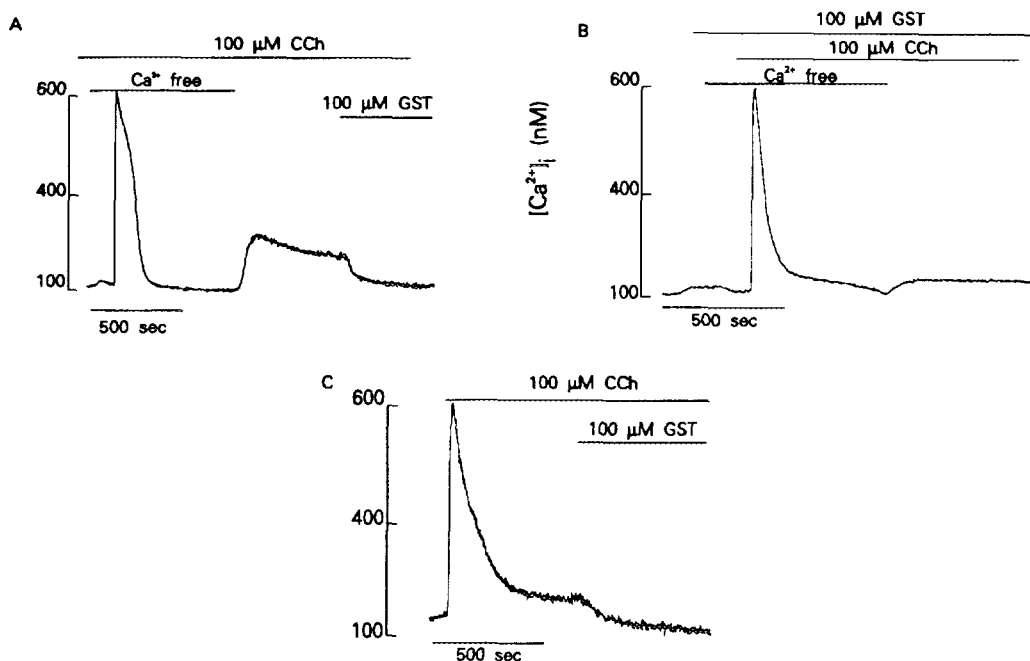 A
100 μM CCh
Ca²⁺ free
100 μM GST
600
400
100
500 sec
B
100 μM GST
100 μM CCh
Ca²⁺ free
600
400
100
[Ca²⁺]ᵢ (nM)
500 sec
C
100 μM CCh
100 μM GST
600
400
100
500 sec